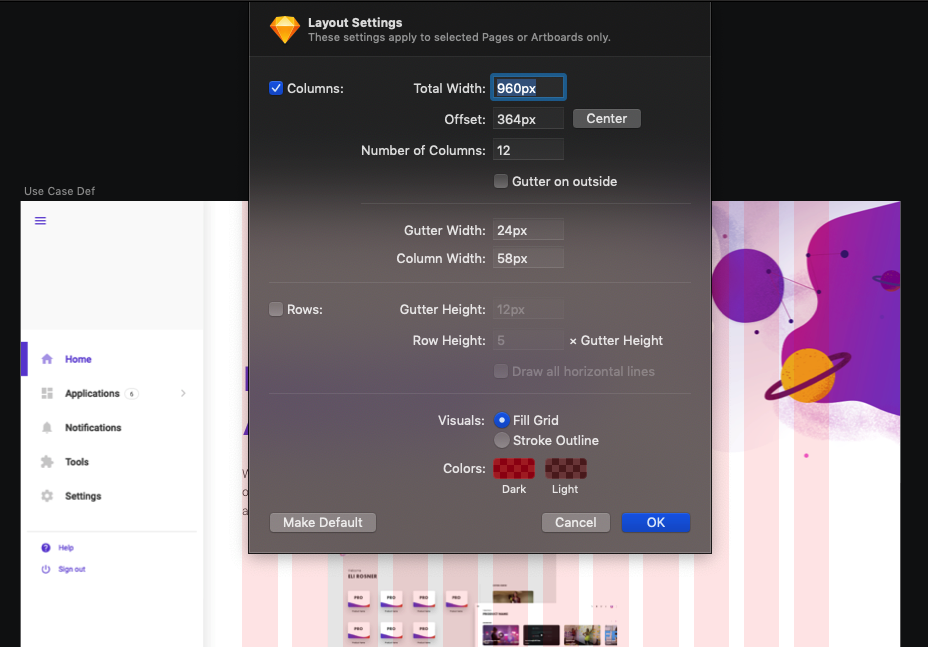 Layout Settings
These settings apply to selected Pages or Artboards only.
Columns:
Total Width: 960px
Offset: 364px Center
Number of Columns: 12
Gutter on outside
Gutter Width: 24px
Column Width: 58px
Rows:
Gutter Height: 12px
Row Height: 5 × Gutter Height
Draw all horizontal lines
Visuals: Fill Grid
Stroke Outline
Colors:
Dark Light
Make Default Cancel OK
Use Case Def
Home
Applications 6
Notifications
Tools
Settings
Help
Sign out
ELI ROSNER
PRO PRO PRO PRO
PRO PRO PRO
PRODUCT NAME